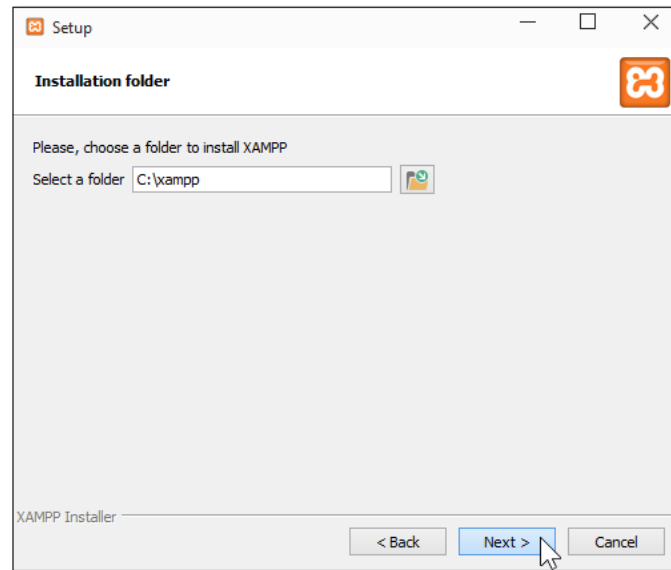 Setup
Installation folder
Please, choose a folder to install XAMPP
Select a folder C:\xampp
XAMPP Installer
< Back Next > Cancel